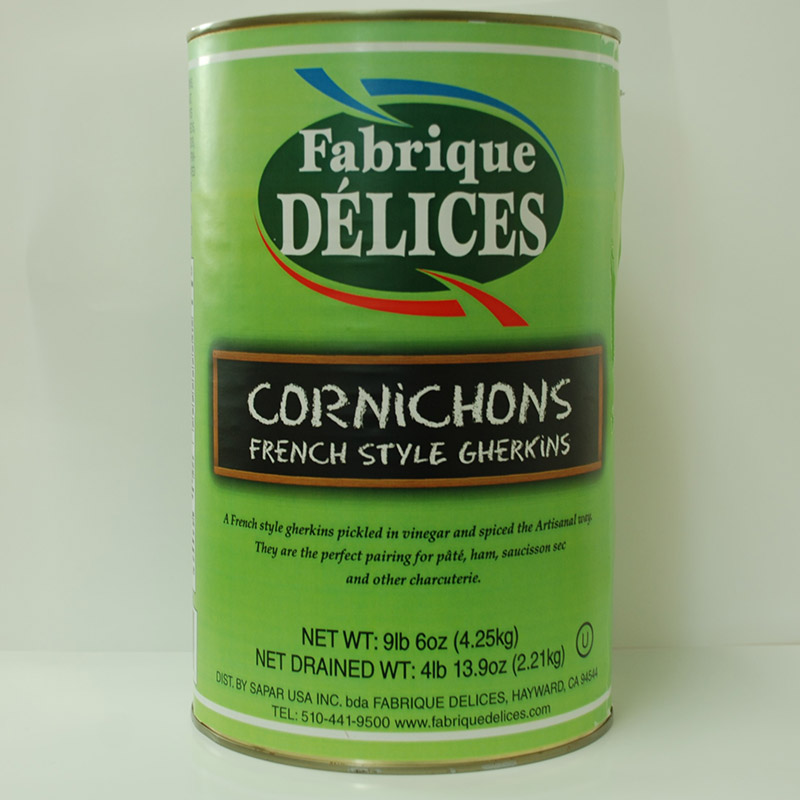 Fabrique
DÉLICES
CORNiCHONS
FRENCH STYLE GHERKiNS
A French style gherkins pickled in vinegar and spiced the Artisanal way.
They are the perfect pairing for pâté, ham, saucisson sec
and other charcuterie.
NET WT: 9lb 6oz (4.25kg)
NET DRAINED WT: 4lb 13.9oz (2.21kg)
U
DIST. BY SAPAR USA INC. bda FABRIQUE DELICES, HAYWARD, CA 94544
TEL: 510-441-9500 www.fabriquedelices.com